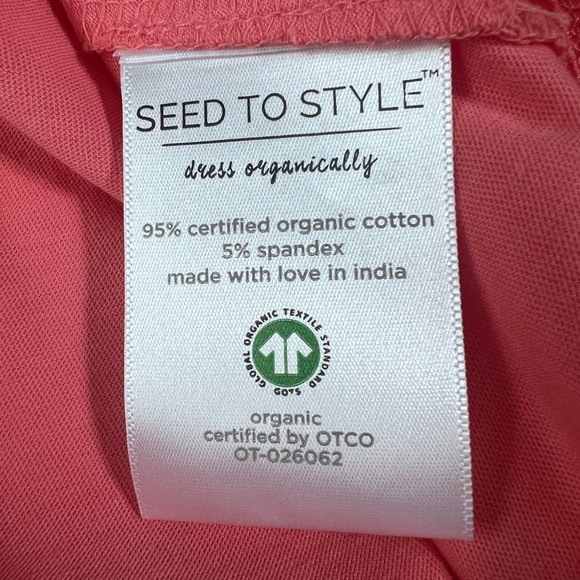 SEED TO STYLE™
dress organically
95% certified organic cotton
5% spandex
made with love in india
GLOBAL ORGANIC TEXTILE STANDARD GOTS
organic
certified by OTCO
OT-026062